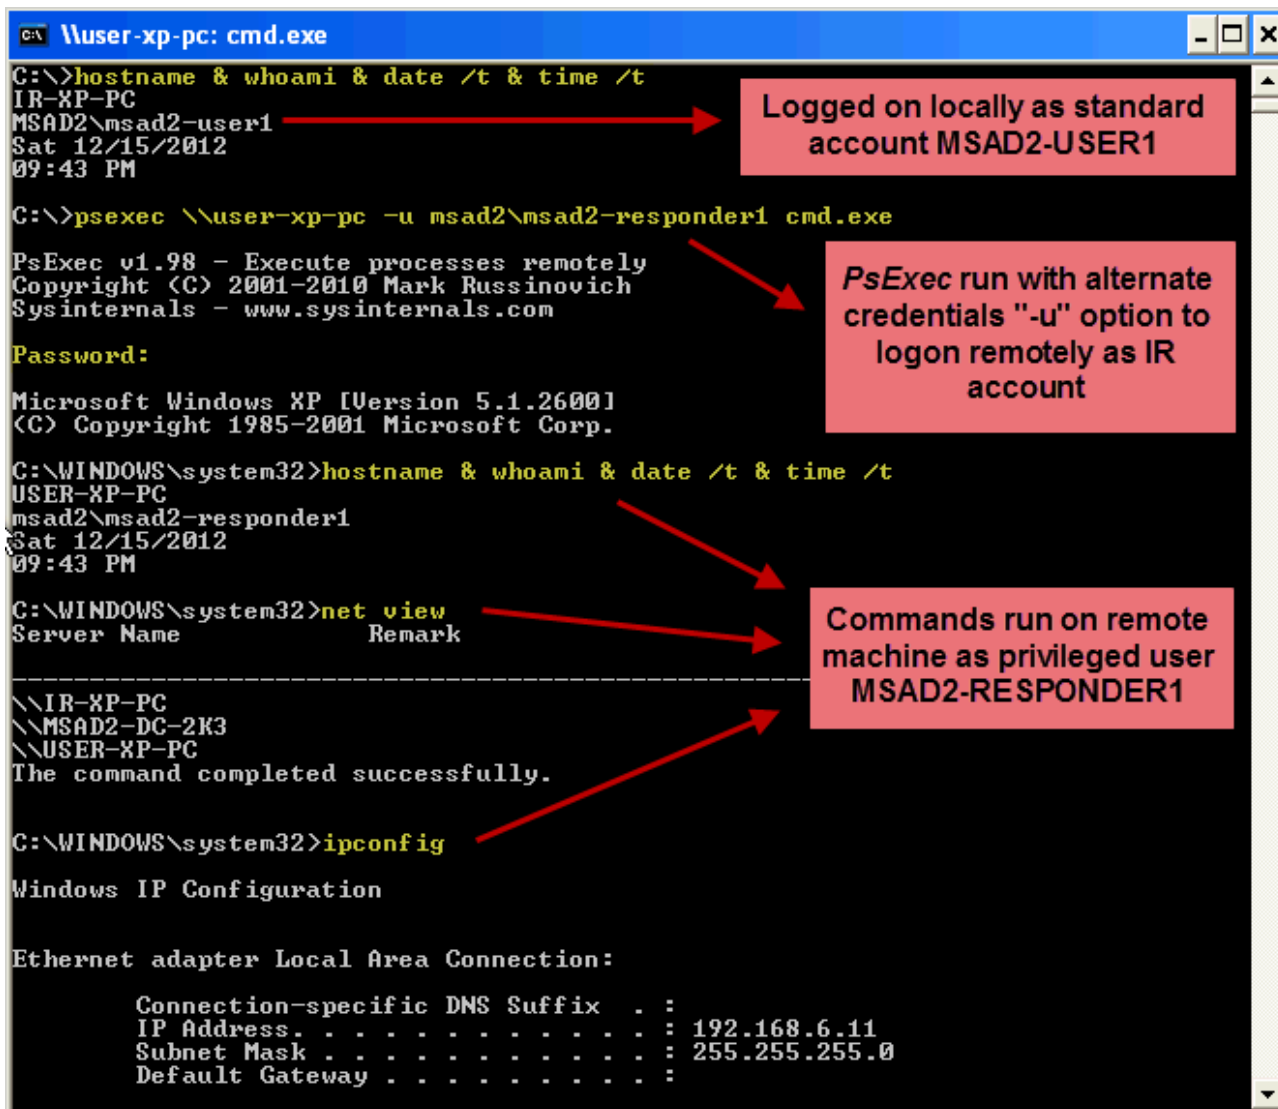 \\user-xp-pc: cmd.exe
C:\>hostname & whoami & date /t & time /t
IR-XP-PC
MSAD2\msad2-user1
Sat 12/15/2012
09:43 PM
Logged on locally as standard
account MSAD2-USER1
C:\>psexec \\user-xp-pc -u msad2\msad2-responder1 cmd.exe
PsExec v1.98 - Execute processes remotely
Copyright (C) 2001-2010 Mark Russinovich
Sysinternals - www.sysinternals.com
PsExec run with alternate
credentials "-u" option to
logon remotely as IR
account
Password:
Microsoft Windows XP [Version 5.1.2600]
(C) Copyright 1985-2001 Microsoft Corp.
C:\WINDOWS\system32>hostname & whoami & date /t & time /t
USER-XP-PC
msad2\msad2-responder1
Sat 12/15/2012
09:43 PM
C:\WINDOWS\system32>net view
Server Name Remark
Commands run on remote
machine as privileged user
MSAD2-RESPONDER1
\\IR-XP-PC
\\MSAD2-DC-2K3
\\USER-XP-PC
The command completed successfully.
C:\WINDOWS\system32>ipconfig
Windows IP Configuration
Ethernet adapter Local Area Connection:
Connection-specific DNS Suffix . :
IP Address. . . . . . . . . . . . : 192.168.6.11
Subnet Mask . . . . . . . . . . . : 255.255.255.0
Default Gateway . . . . . . . . . :